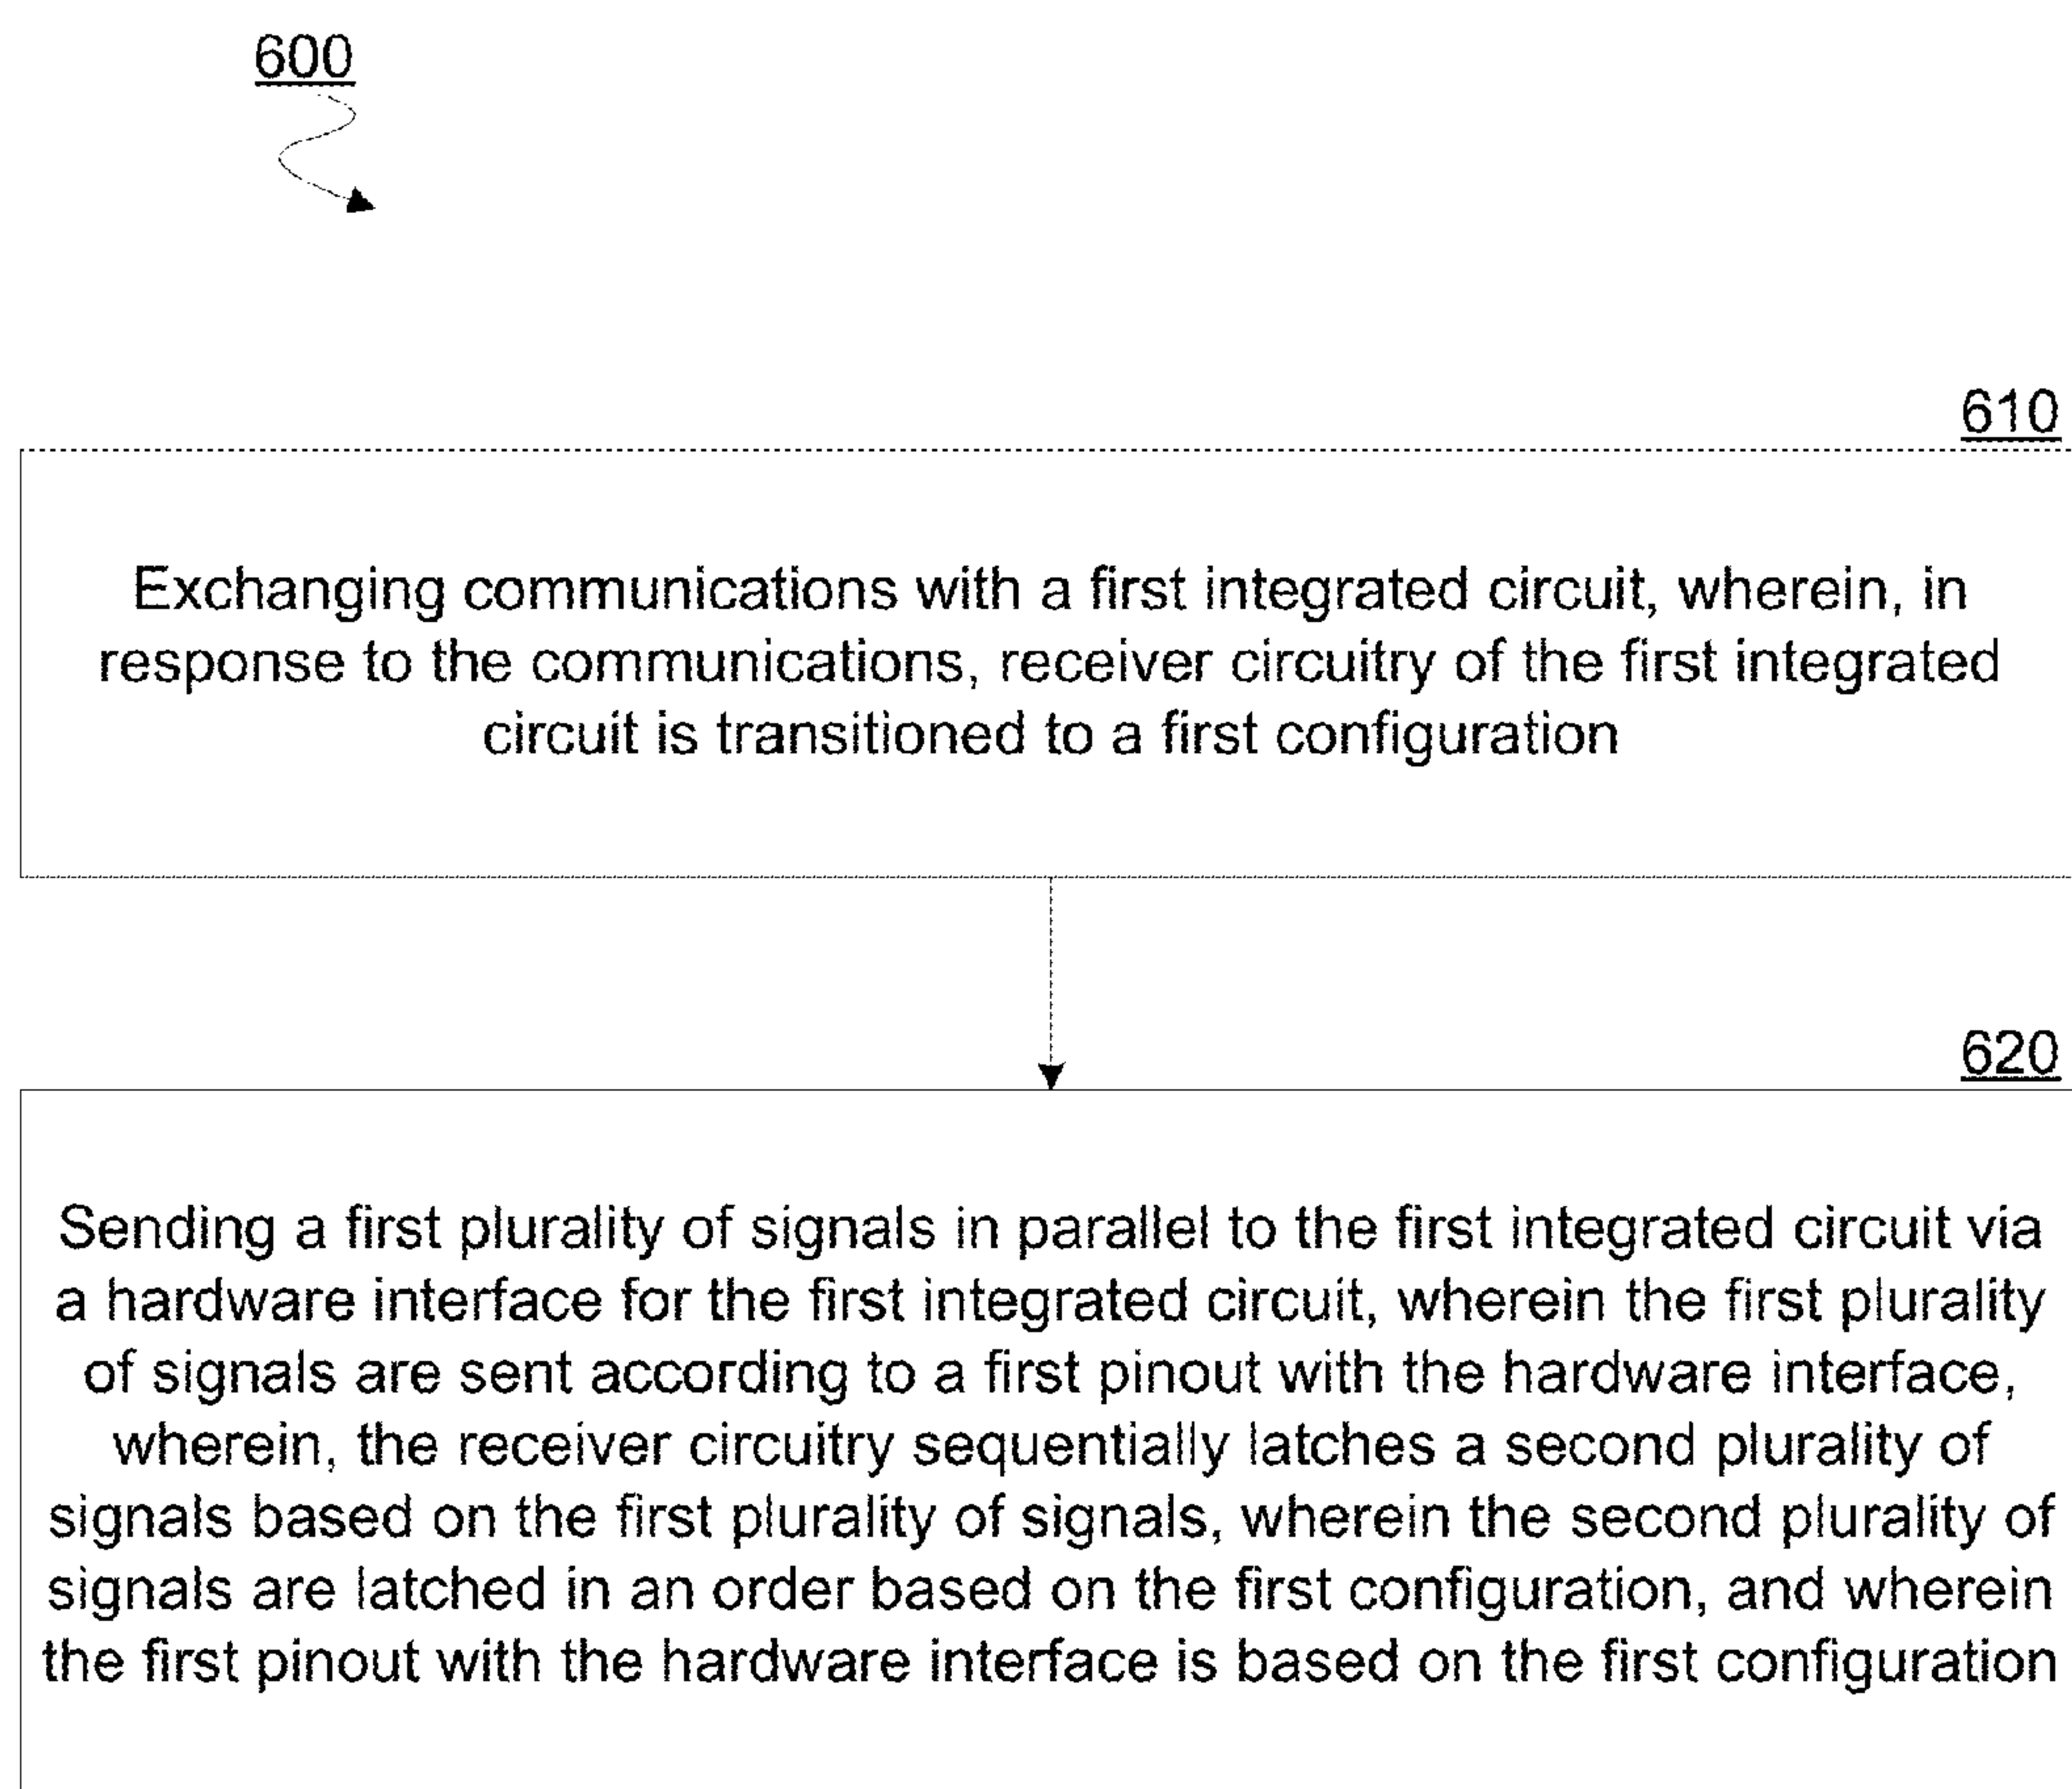 600
610
Exchanging communications with a first integrated circuit, wherein, in
response to the communications, receiver circuitry of the first integrated
circuit is transitioned to a first configuration
620
Sending a first plurality of signals in parallel to the first integrated circuit via
a hardware interface for the first integrated circuit, wherein the first plurality
of signals are sent according to a first pinout with the hardware interface,
wherein, the receiver circuitry sequentially latches a second plurality of
signals based on the first plurality of signals, wherein the second plurality of
signals are latched in an order based on the first configuration, and wherein
the first pinout with the hardware interface is based on the first configuration